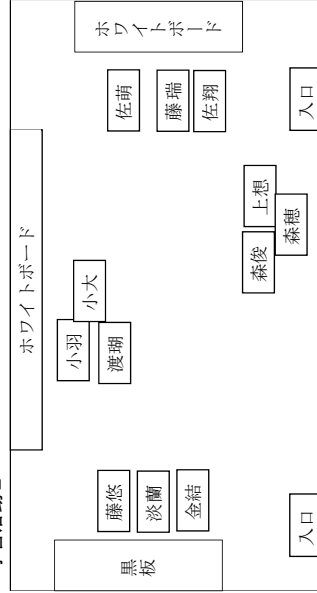 ホワイトボード
ホワイトボード
佐萌
藤瑞
佐翔
入口
小大
小羽
渡瑚
上想
森俊
森穂
藤悠
淡蘭
金結
黒板
入口